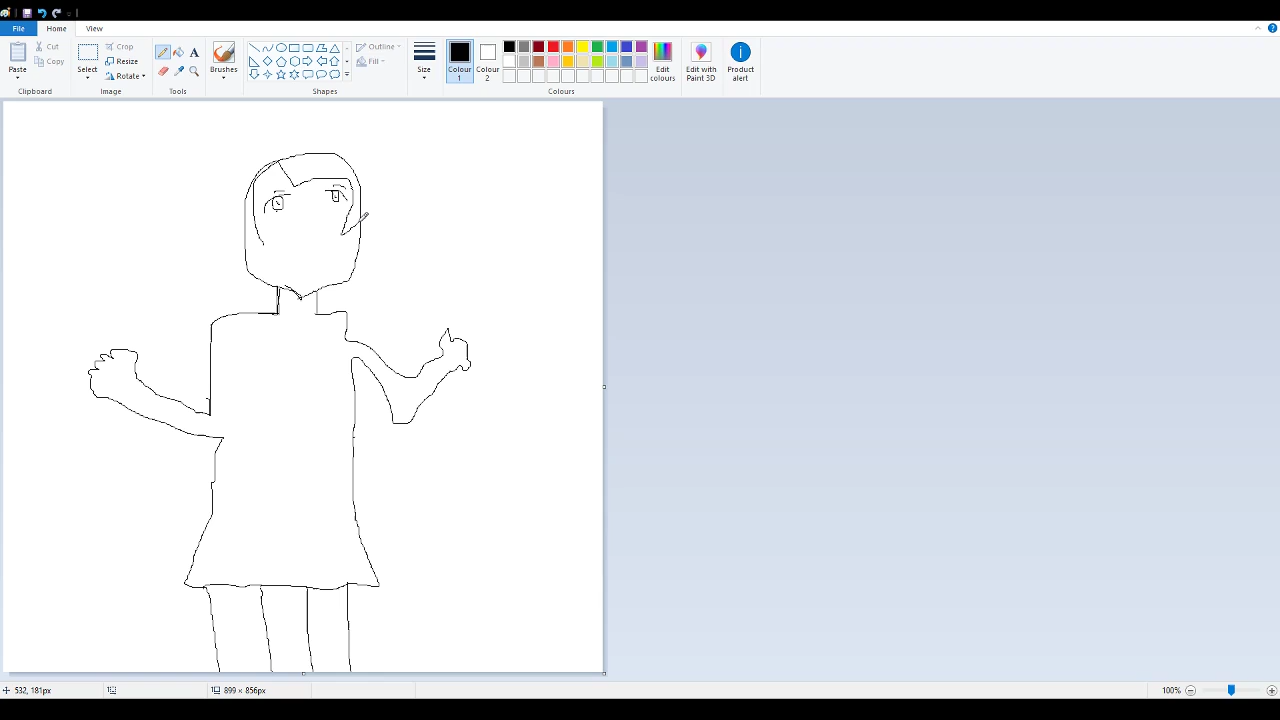 File Home View
Paste Cut Copy Clipboard
Select Crop Resize Rotate Image
Tools
Brushes
Outline Fill Shapes
Size
Colour 1 Colour 2 Edit colours Colours
Edit with Paint 3D
Product alert
532, 181px 899 × 856px 100%